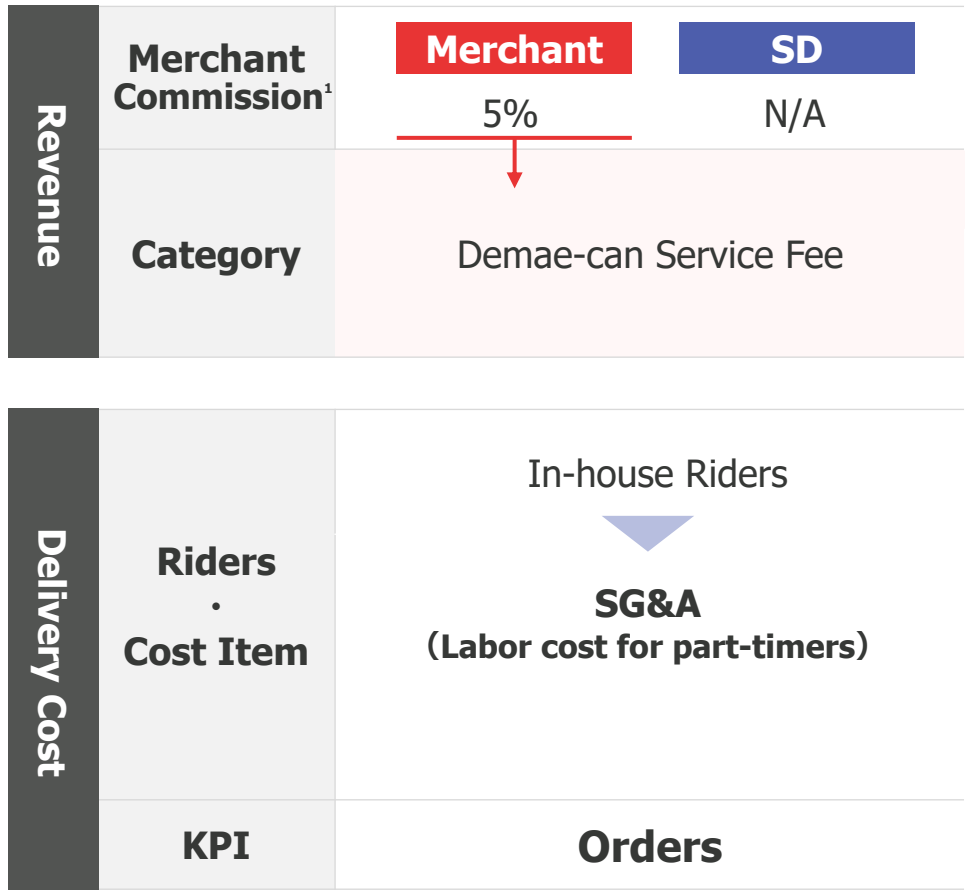 Revenue
Merchant
Commission¹
Merchant
SD
5%
N/A
Category
Demae-can Service Fee
Delivery Cost
Riders
・
Cost Item
In-house Riders
SG&A
（Labor cost for part-timers）
KPI
Orders